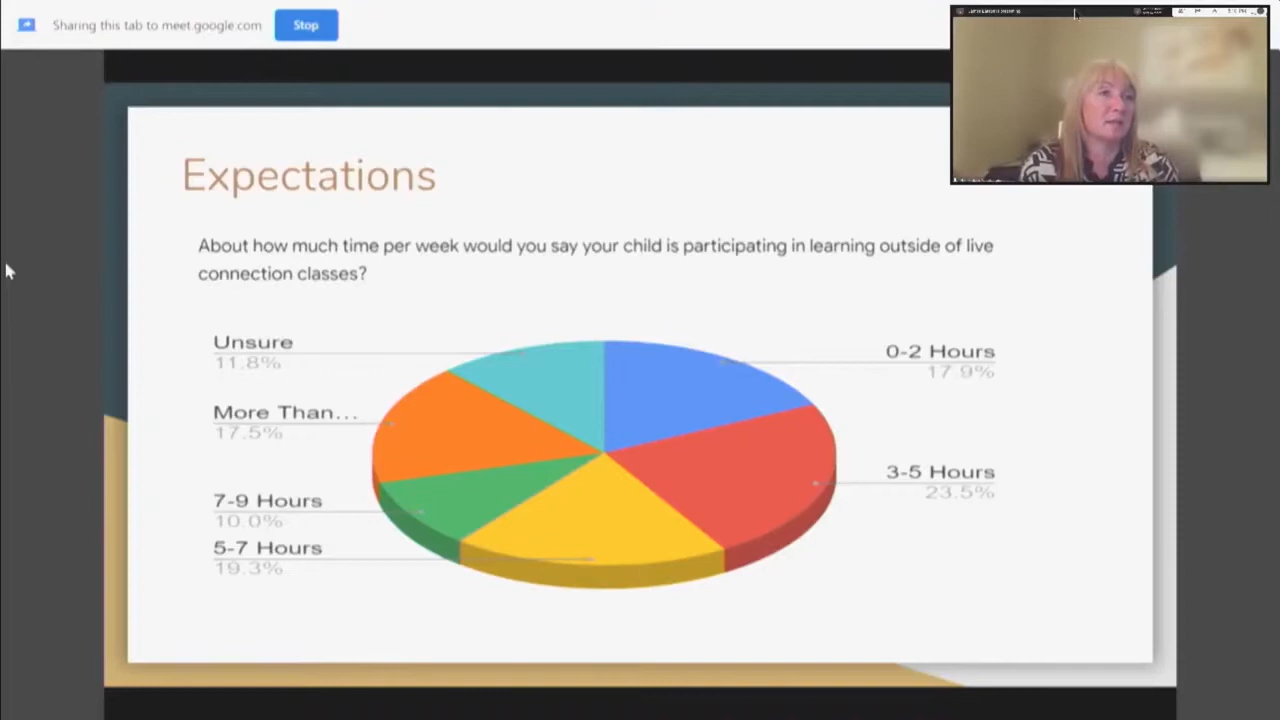 Sharing this tab to meet.google.com
Stop
Expectations
About how much time per week would you say your child is participating in learning outside of live
connection classes?
Unsure
11.8%
More Than...
17.5%
7-9 Hours
10.0%
5-7 Hours
19.3%
0-2 Hours
17.9%
3-5 Hours
23.5%